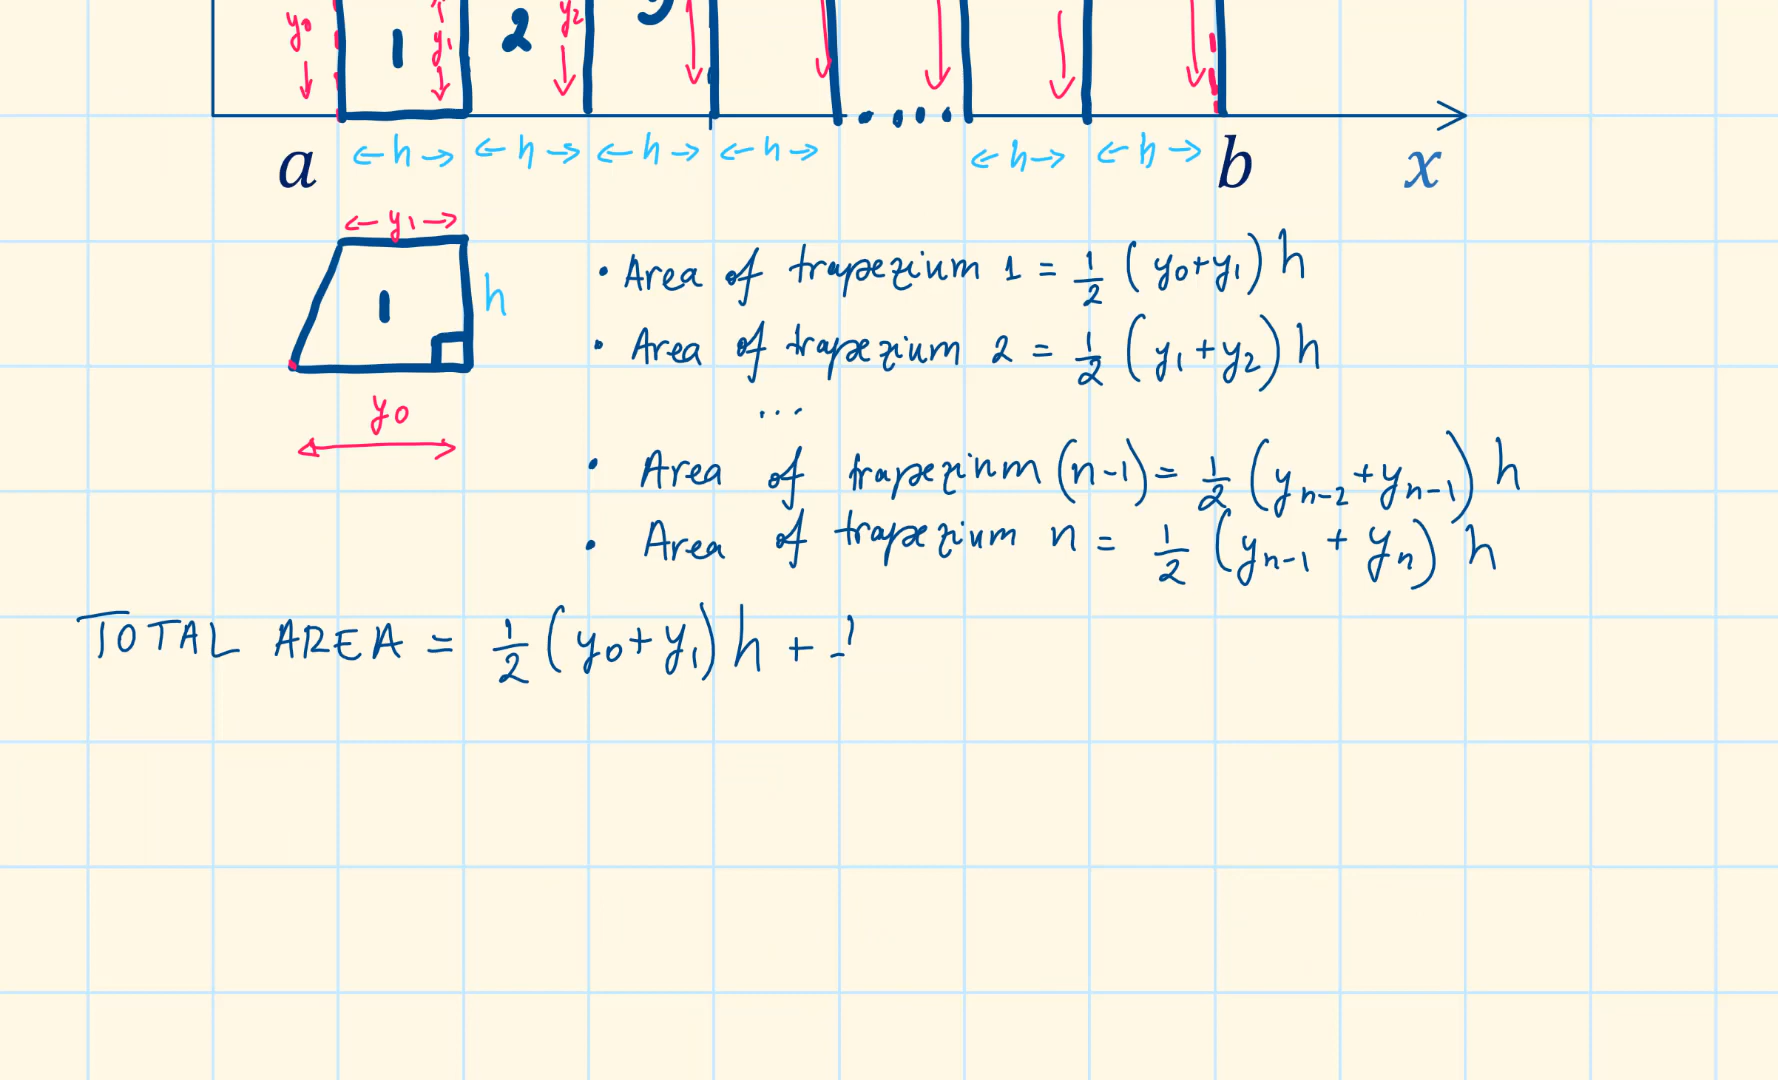 y₀ 1 y₁ 2 y₂
a ←h→ ←h→ ←h→ ←h→ ←h→ ←h→ b x
←y₁→
1 h
y₀
• Area of trapezium 1 = 1/2 (y₀+y₁) h
• Area of trapezium 2 = 1/2 (y₁+y₂) h
...
• Area of trapezium (n-1) = 1/2 (yₙ₋₂+yₙ₋₁) h
• Area of trapezium n = 1/2 (yₙ₋₁ + yₙ) h
TOTAL AREA = 1/2 (y₀+y₁) h +